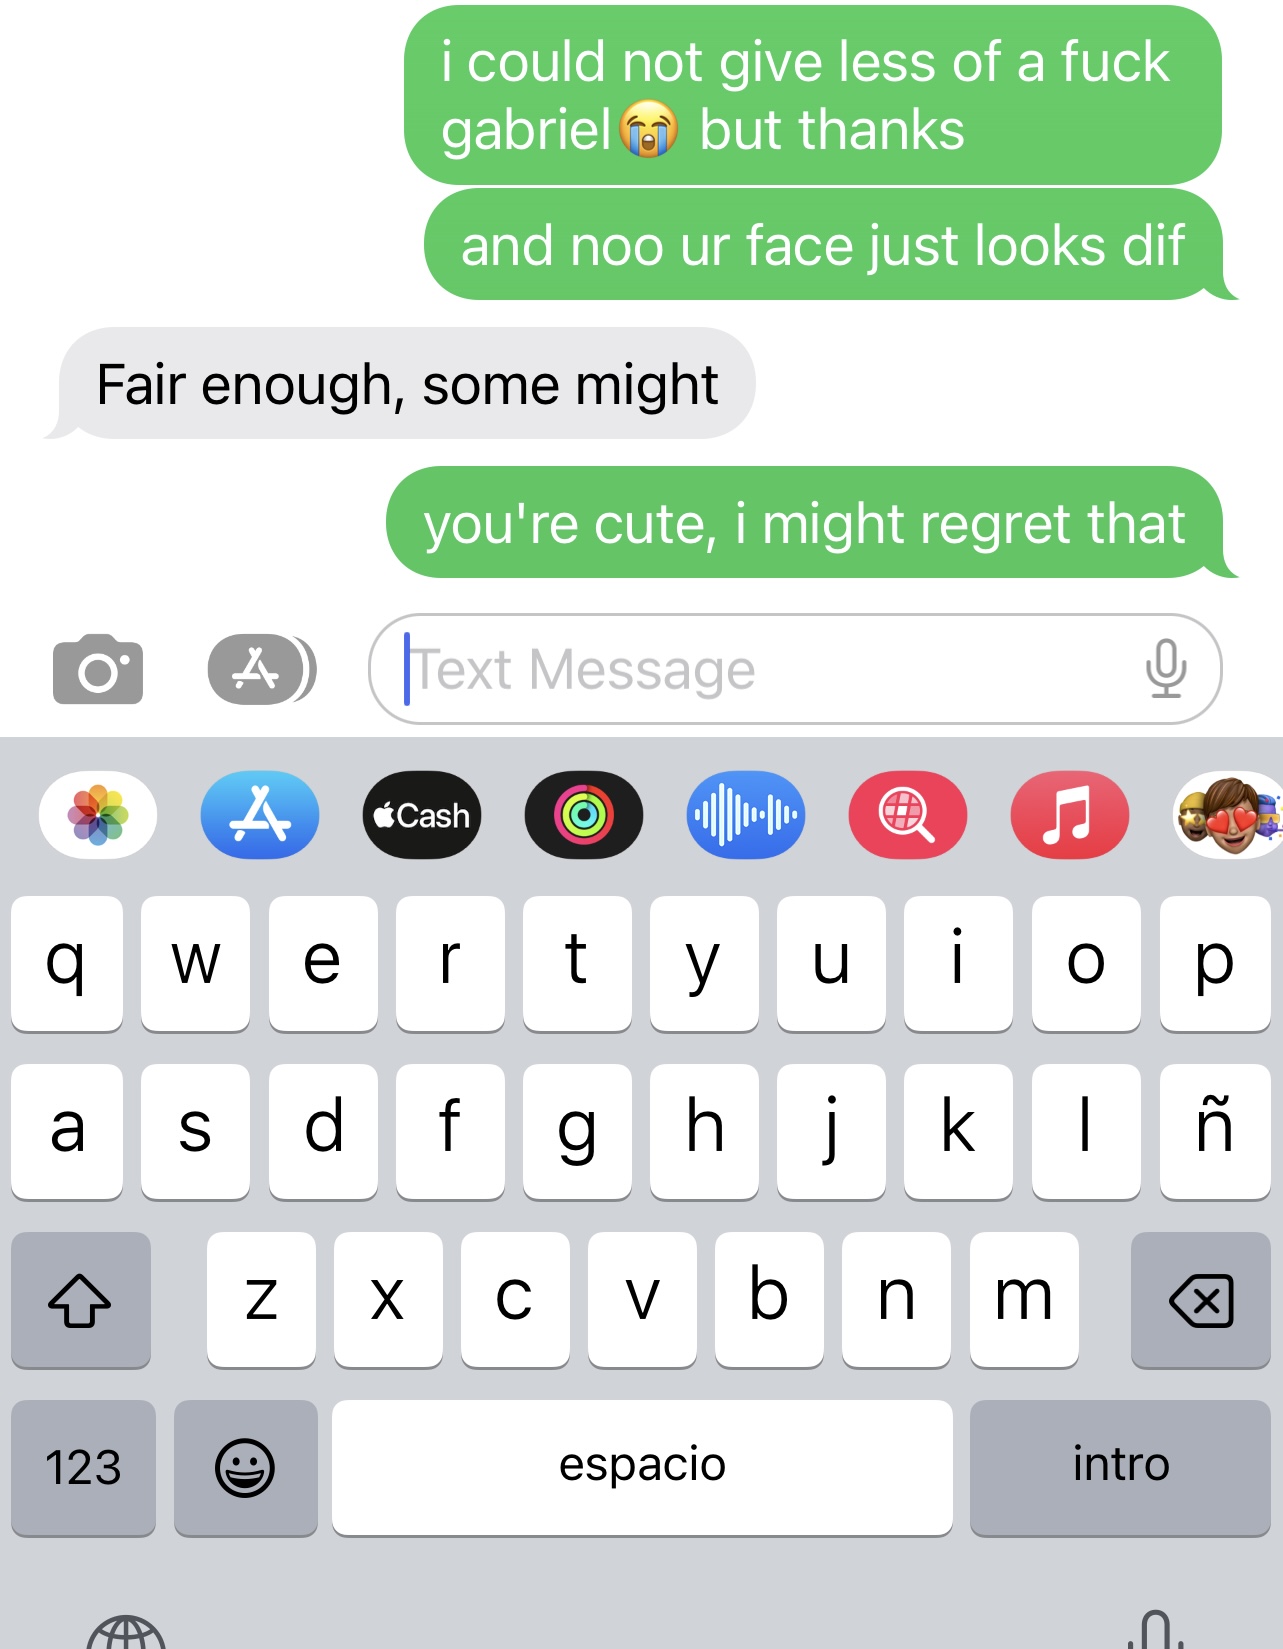 i could not give less of a fuck
gabriel😭 but thanks
and noo ur face just looks dif
Fair enough, some might
you're cute, i might regret that
Text Message
Cash
q w e r t y u i o p
a s d f g h j k l ñ
z x c v b n m
123 espacio intro